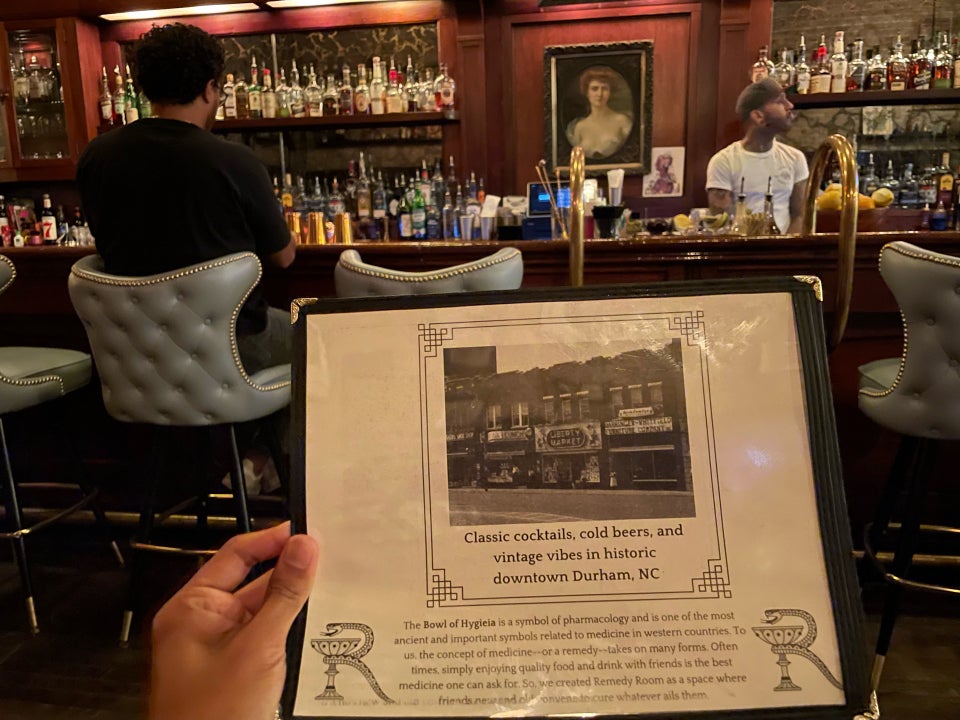 LIBERTY
MARKET
Classic cocktails, cold beers, and
vintage vibes in historic
downtown Durham, NC
The Bowl of Hygieia is a symbol of pharmacology and is one of the most
ancient and important symbols related to medicine in western countries. To
us, the concept of medicine--or a remedy--takes on many forms. Often
times, simply enjoying quality food and drink with friends is the best
medicine one can ask for. So, we created Remedy Room as a space where
friends new and old convene to cure whatever ails them.
R
R
7